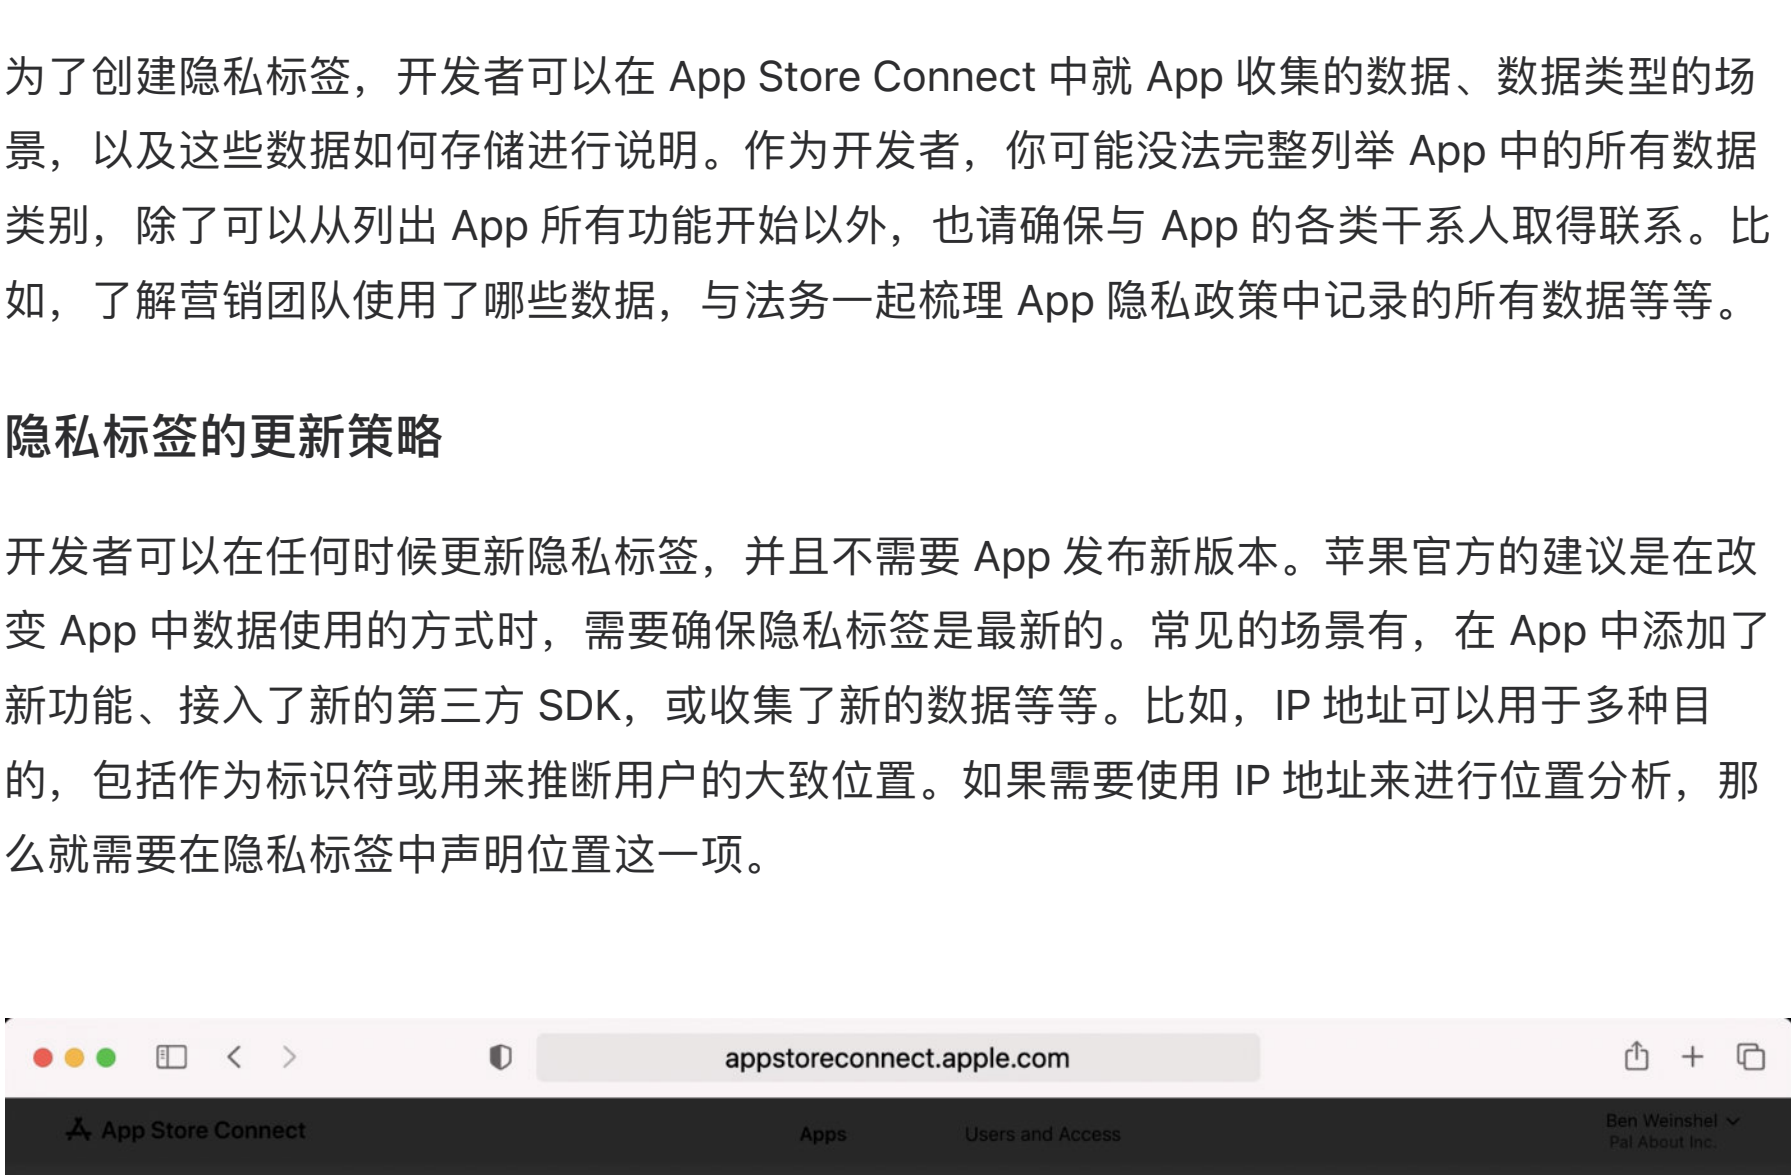 为了创建隐私标签，开发者可以在 App Store Connect 中就 App 收集的数据、数据类型的场
景，以及这些数据如何存储进行说明。作为开发者，你可能没法完整列举 App 中的所有数据
类别，除了可以从列出 App 所有功能开始以外，也请确保与 App 的各类干系人取得联系。比
如，了解营销团队使用了哪些数据，与法务一起梳理 App 隐私政策中记录的所有数据等等。
隐私标签的更新策略
开发者可以在任何时候更新隐私标签，并且不需要 App 发布新版本。苹果官方的建议是在改
变 App 中数据使用的方式时，需要确保隐私标签是最新的。常见的场景有，在 App 中添加了
新功能、接入了新的第三方 SDK，或收集了新的数据等等。比如，IP 地址可以用于多种目
的，包括作为标识符或用来推断用户的大致位置。如果需要使用 IP 地址来进行位置分析，那
么就需要在隐私标签中声明位置这一项。
appstoreconnect.apple.com
App Store Connect Apps Users and Access Ben Weinshel
Pal About Inc.